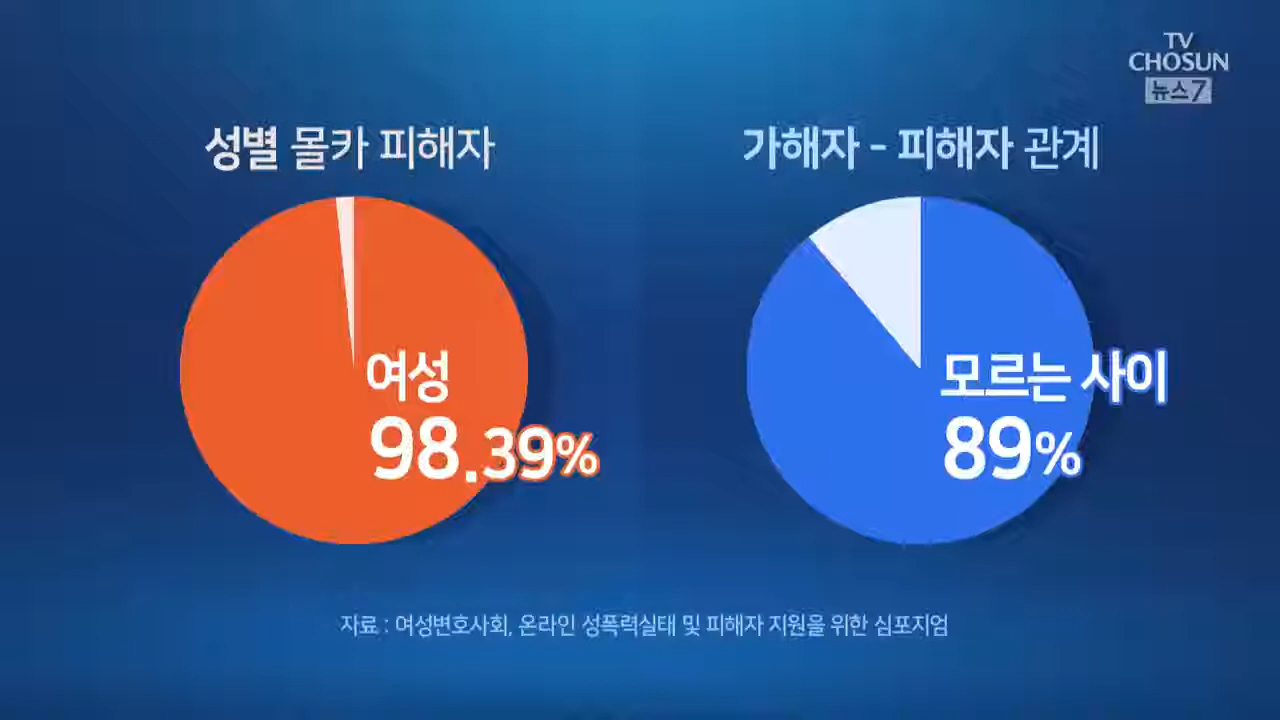 TV
CHOSUN
뉴스7
성별 몰카 피해자
가해자 - 피해자 관계
여성
98.39%
모르는 사이
89%
자료 : 여성변호사회, 온라인 성폭력실태 및 피해자 지원을 위한 심포지엄